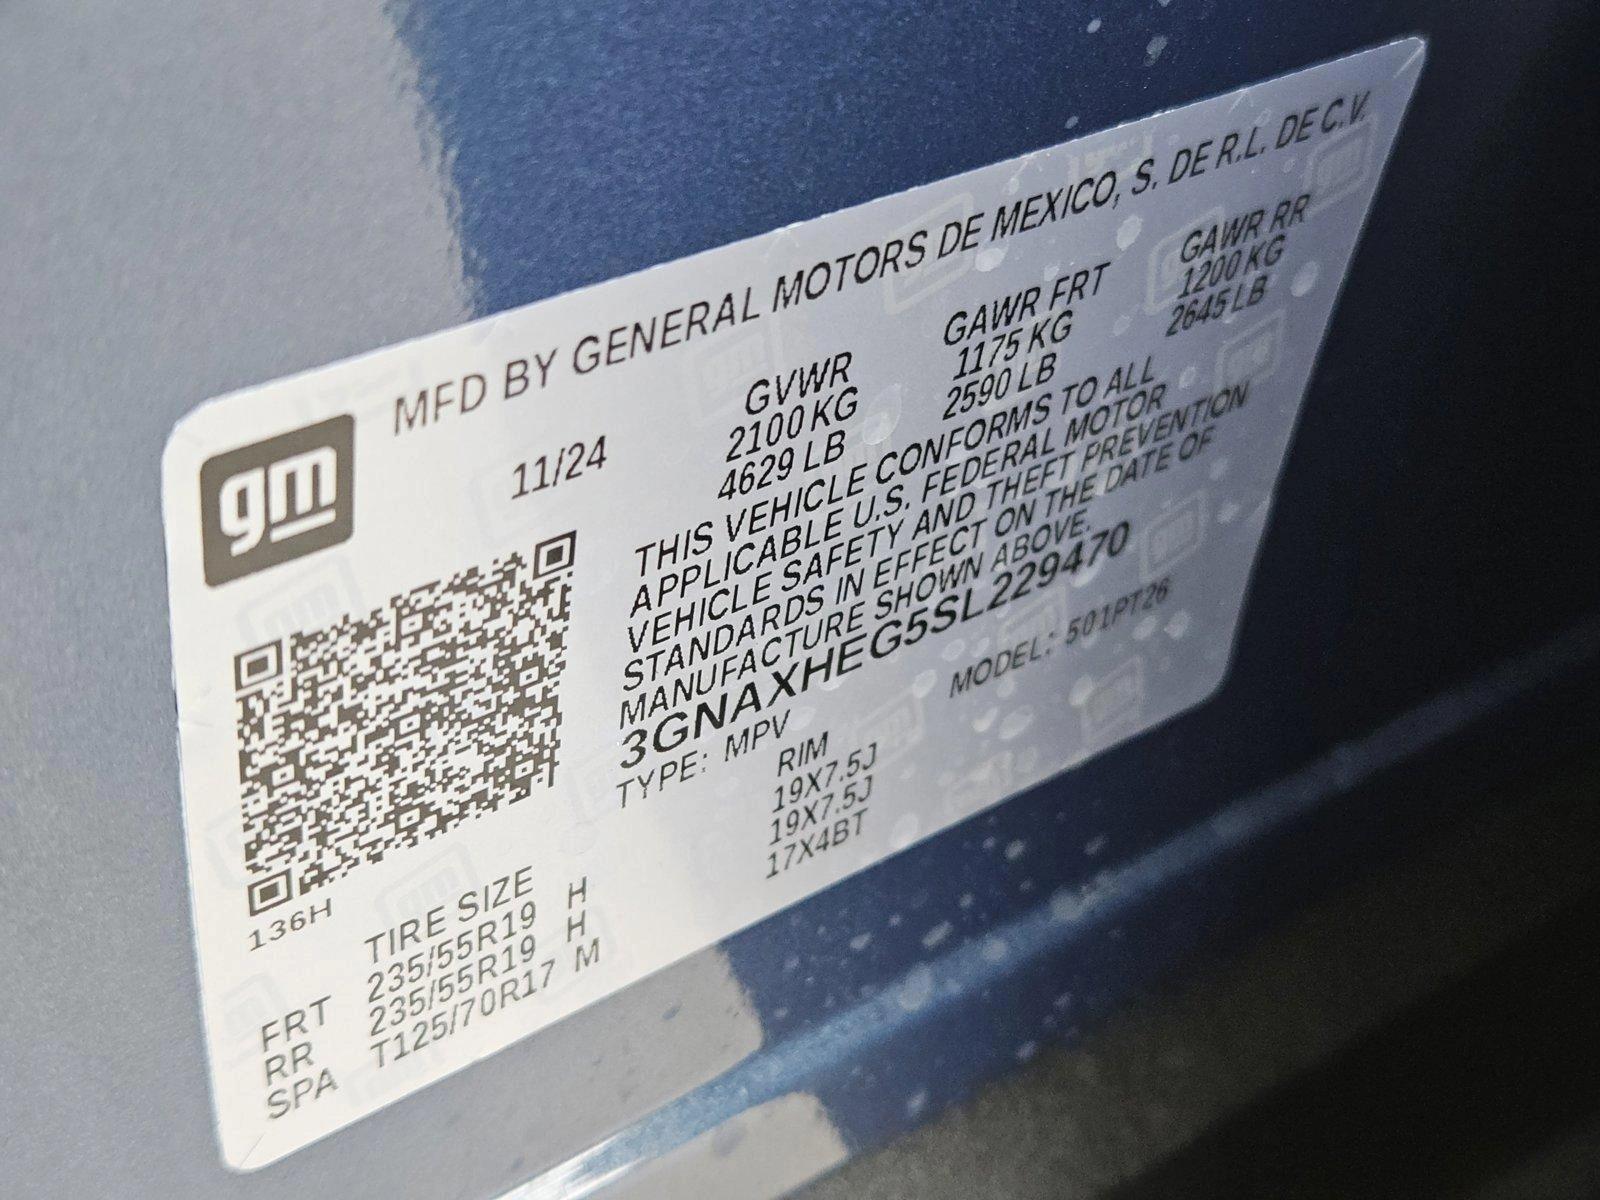 MFD BY GENERAL MOTORS DE MEXICO, S. DE R.L. DE C.V.
gm
11/24
GVWR GAWR FRT GAWR RR
2100 KG 1175 KG 1200 KG
4629 LB 2590 LB 2645 LB
THIS VEHICLE CONFORMS TO ALL
APPLICABLE U.S. FEDERAL MOTOR
VEHICLE SAFETY AND THEFT PREVENTION
STANDARDS IN EFFECT ON THE DATE OF
MANUFACTURE SHOWN ABOVE.
3GNAXHEG5SL229470
TYPE: MPV MODEL: 501PT26
136H
TIRE SIZE RIM
FRT 235/55R19 H 19X7.5J
RR 235/55R19 H 19X7.5J
SPA T125/70R17 M 17X4BT